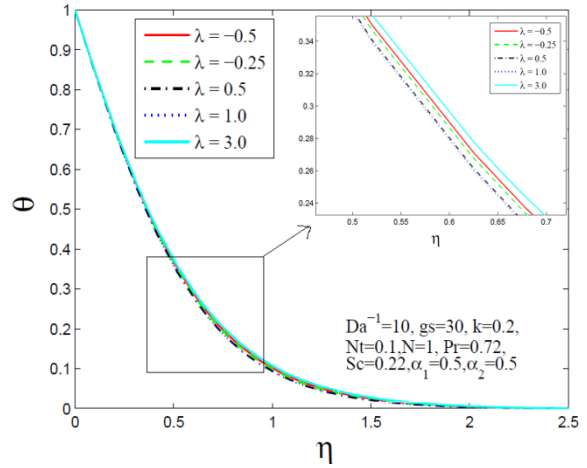 1
0.9
0.8
0.7
0.6
0.5
0.4
0.3
0.2
0.1
0
θ
0
0.5
1
1.5
2
2.5
η
λ = −0.5
λ = −0.25
λ = 0.5
λ = 1.0
λ = 3.0
0.34
0.32
0.3
0.28
0.26
0.24
0.5
0.55
0.6
0.65
0.7
η
λ = −0.5
λ = −0.25
λ = 0.5
λ = 1.0
λ = 3.0
Da⁻¹=10, gs=30, k=0.2,
Nt=0.1,N=1, Pr=0.72,
Sc=0.22,α₁=0.5,α₂=0.5